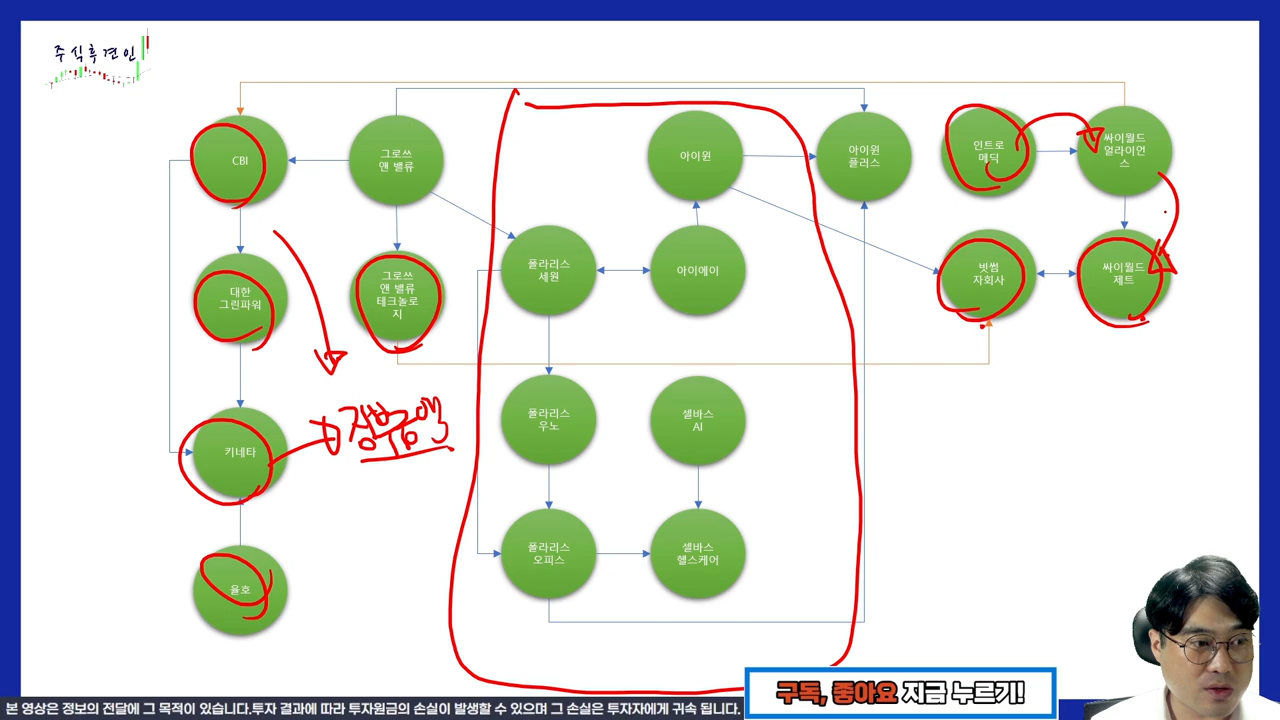 주식후견인
CBI
그로쓰
앤 밸류
아이윈
아이윈
플러스
인트로
메딕
싸이월드
얼라이언
스
대한
그린파워
그로쓰
앤 밸류
테크놀로
지
폴라리스
세원
아이에이
빗썸
자회사
싸이월드
제트
키네타
폴라리스
우노
셀바스
AI
율호
폴라리스
오피스
셀바스
헬스케어
구독, 좋아요 지금 누르기!
본 영상은 정보의 전달에 그 목적이 있습니다.투자 결과에 따라 투자원금의 손실이 발생할 수 있으며 그 손실은 투자자에게 귀속 됩니다.